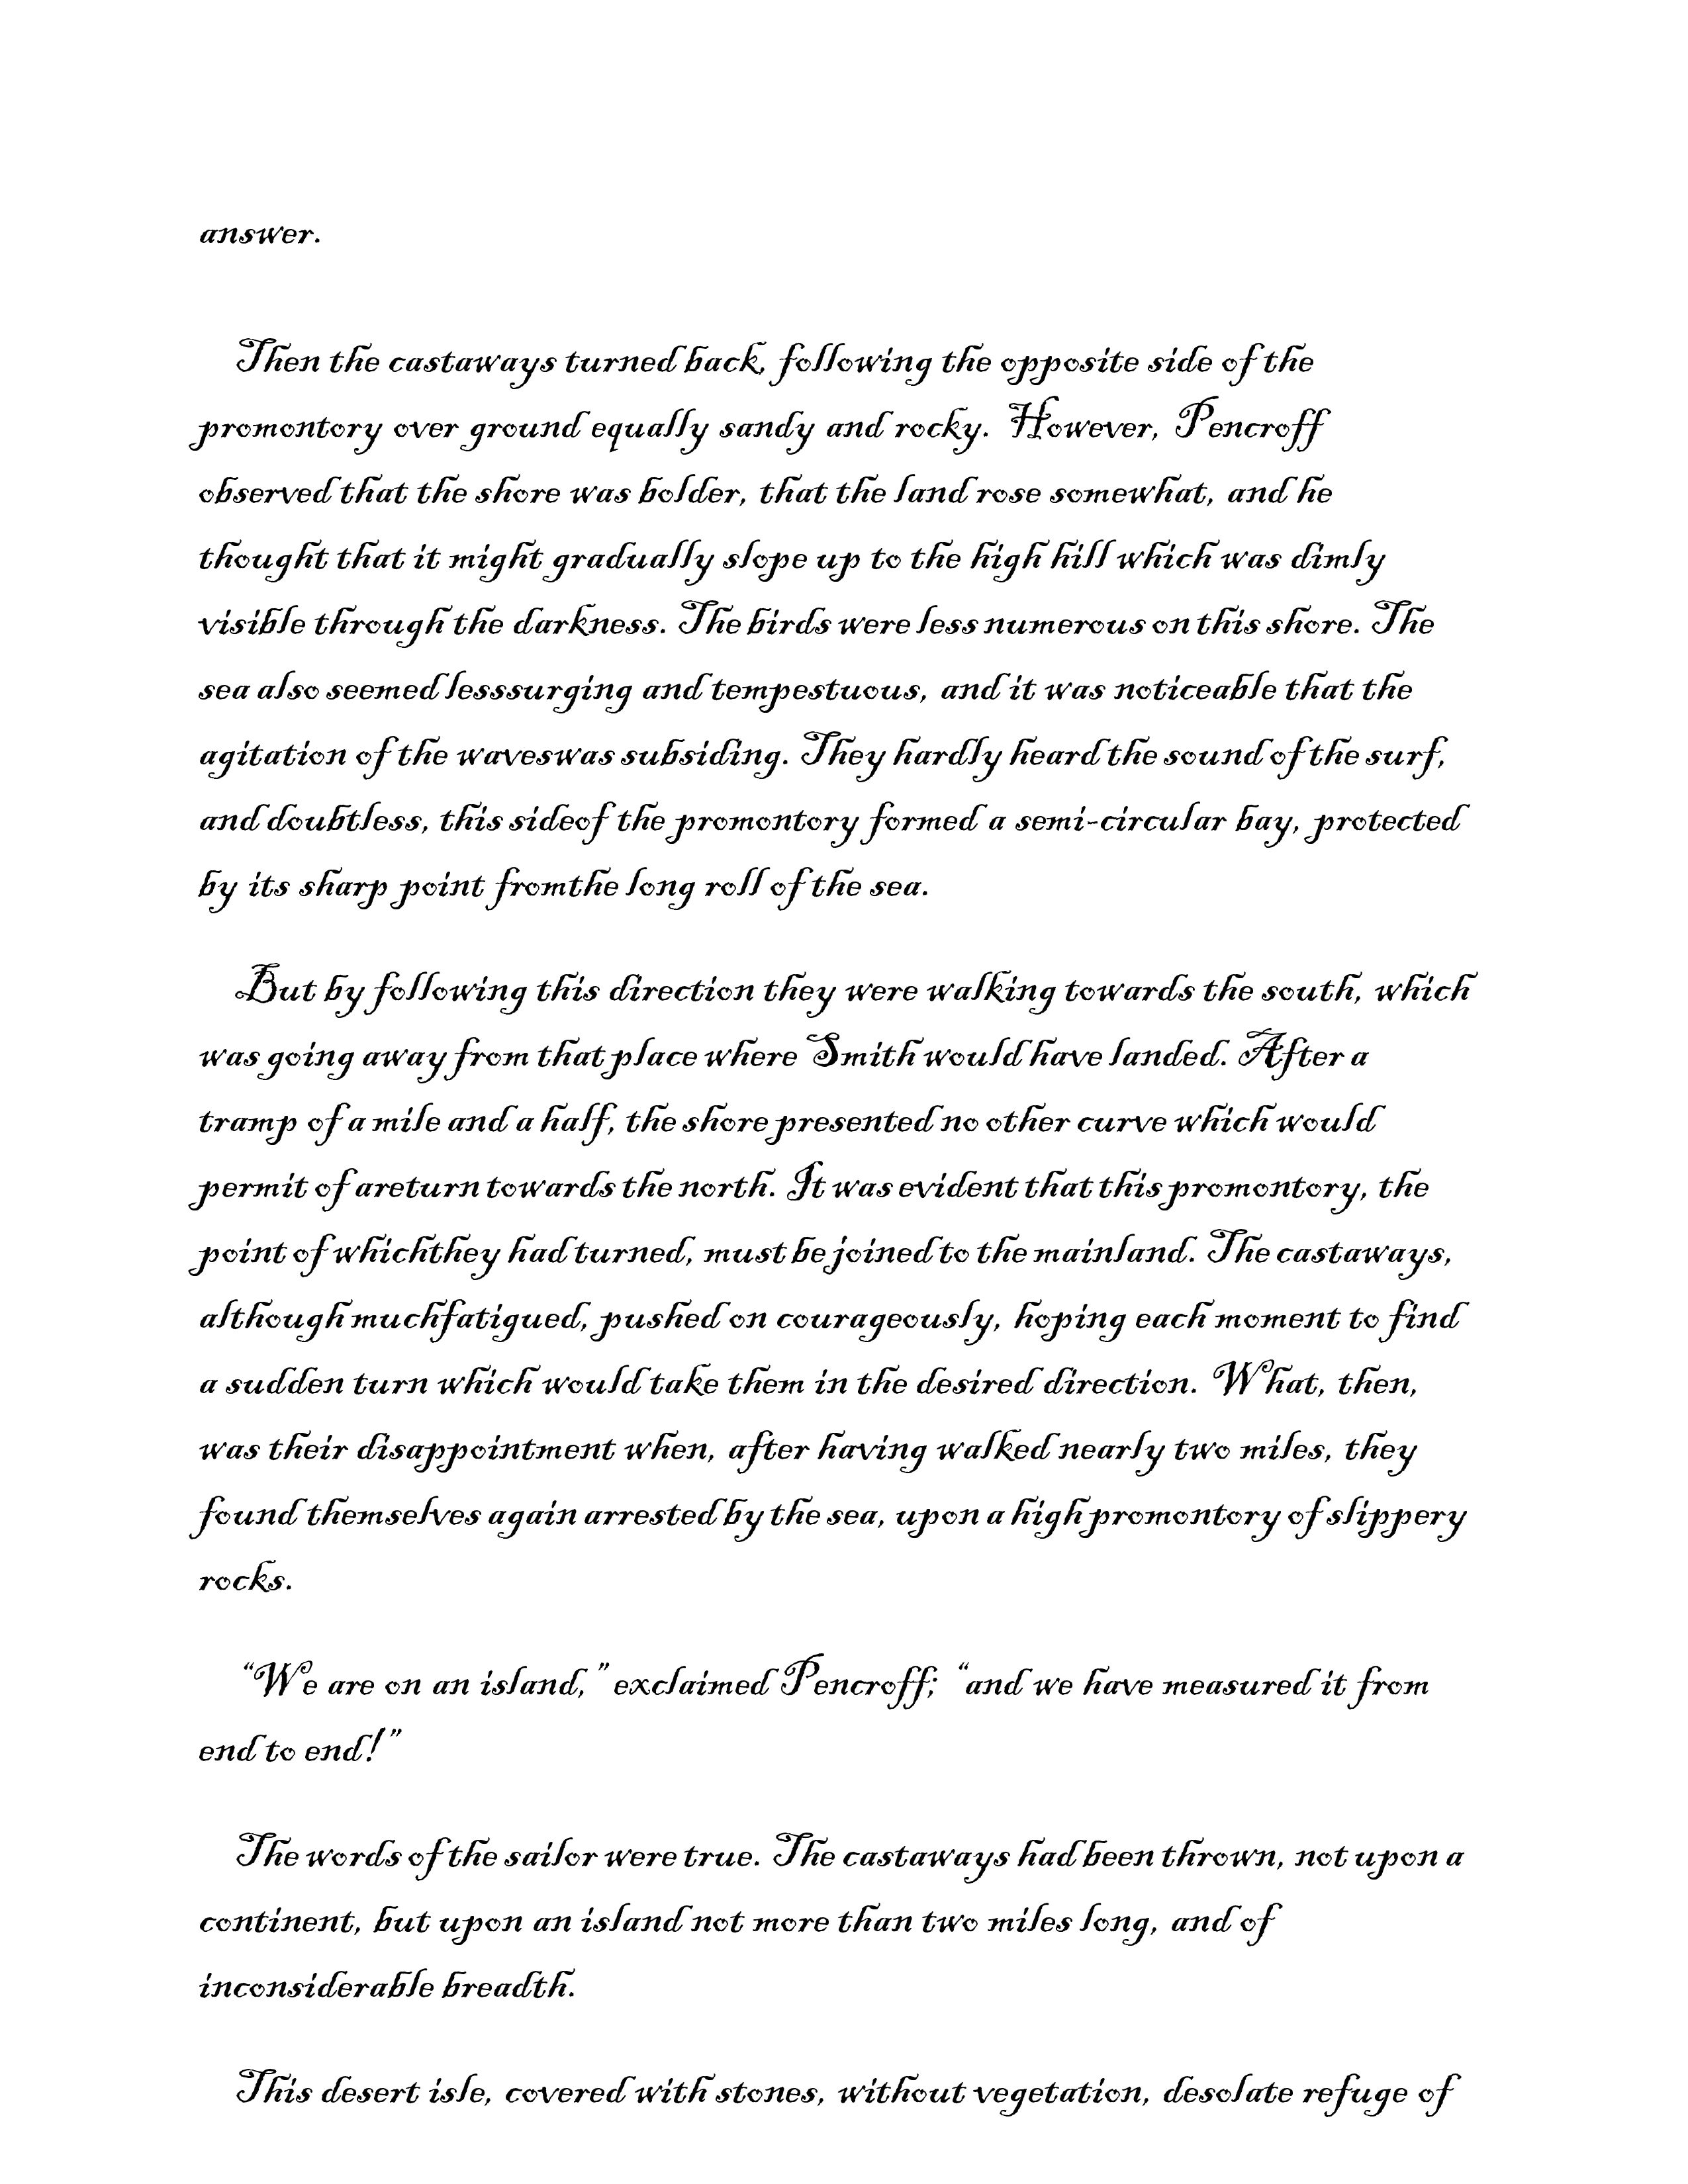 answer.
Then the castaways turned back, following the opposite side of the
promontory over ground equally sandy and rocky. However, Pencroff
observed that the shore was bolder, that the land rose somewhat, and he
thought that it might gradually slope up to the high hill which was dimly
visible through the darkness. The birds were less numerous on this shore. The
sea also seemed lesssurging and tempestuous, and it was noticeable that the
agitation of the waveswas subsiding. They hardly heard the sound of the surf,
and doubtless, this sideof the promontory formed a semi-circular bay, protected
by its sharp point fromthe long roll of the sea.
But by following this direction they were walking towards the south, which
was going away from that place where Smith would have landed. After a
tramp of a mile and a half, the shore presented no other curve which would
permit of areturn towards the north. It was evident that this promontory, the
point of whichthey had turned, must be joined to the mainland. The castaways,
although muchfatigued, pushed on courageously, hoping each moment to find
a sudden turn which would take them in the desired direction. What, then,
was their disappointment when, after having walked nearly two miles, they
found themselves again arrested by the sea, upon a high promontory of slippery
rocks.
“We are on an island,” exclaimed Pencroff; “and we have measured it from
end to end!”
The words of the sailor were true. The castaways had been thrown, not upon a
continent, but upon an island not more than two miles long, and of
inconsiderable breadth.
This desert isle, covered with stones, without vegetation, desolate refuge of